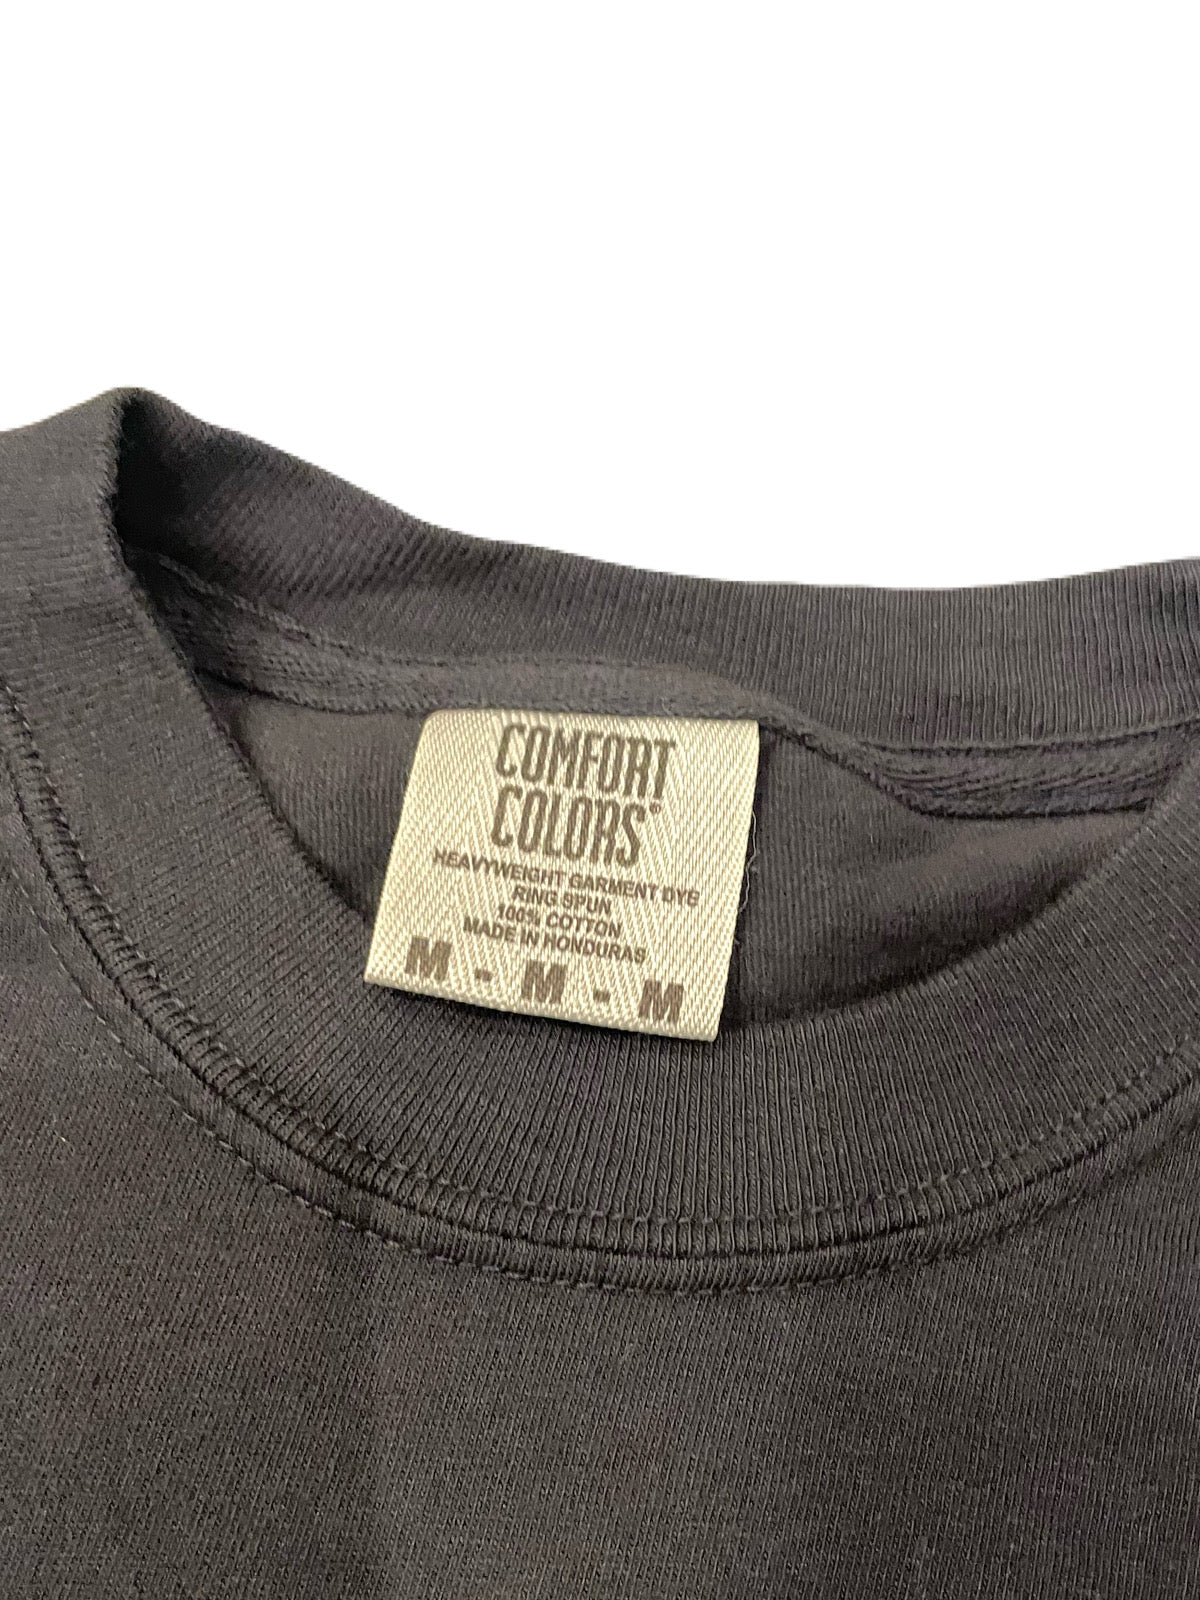 COMFORT
COLORS®
HEAVYWEIGHT GARMENT DYE
RING SPUN
100% COTTON
MADE IN HONDURAS
M - M - M